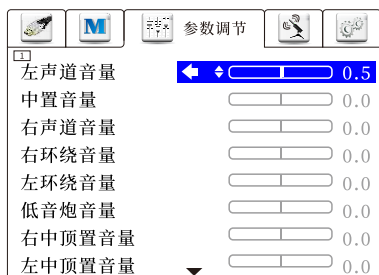 M 参数调节
1
左声道音量 0.5
中置音量 0.0
右声道音量 0.0
右环绕音量 0.0
左环绕音量 0.0
低音炮音量 0.0
右中顶置音量 0.0
左中顶置音量 0.0